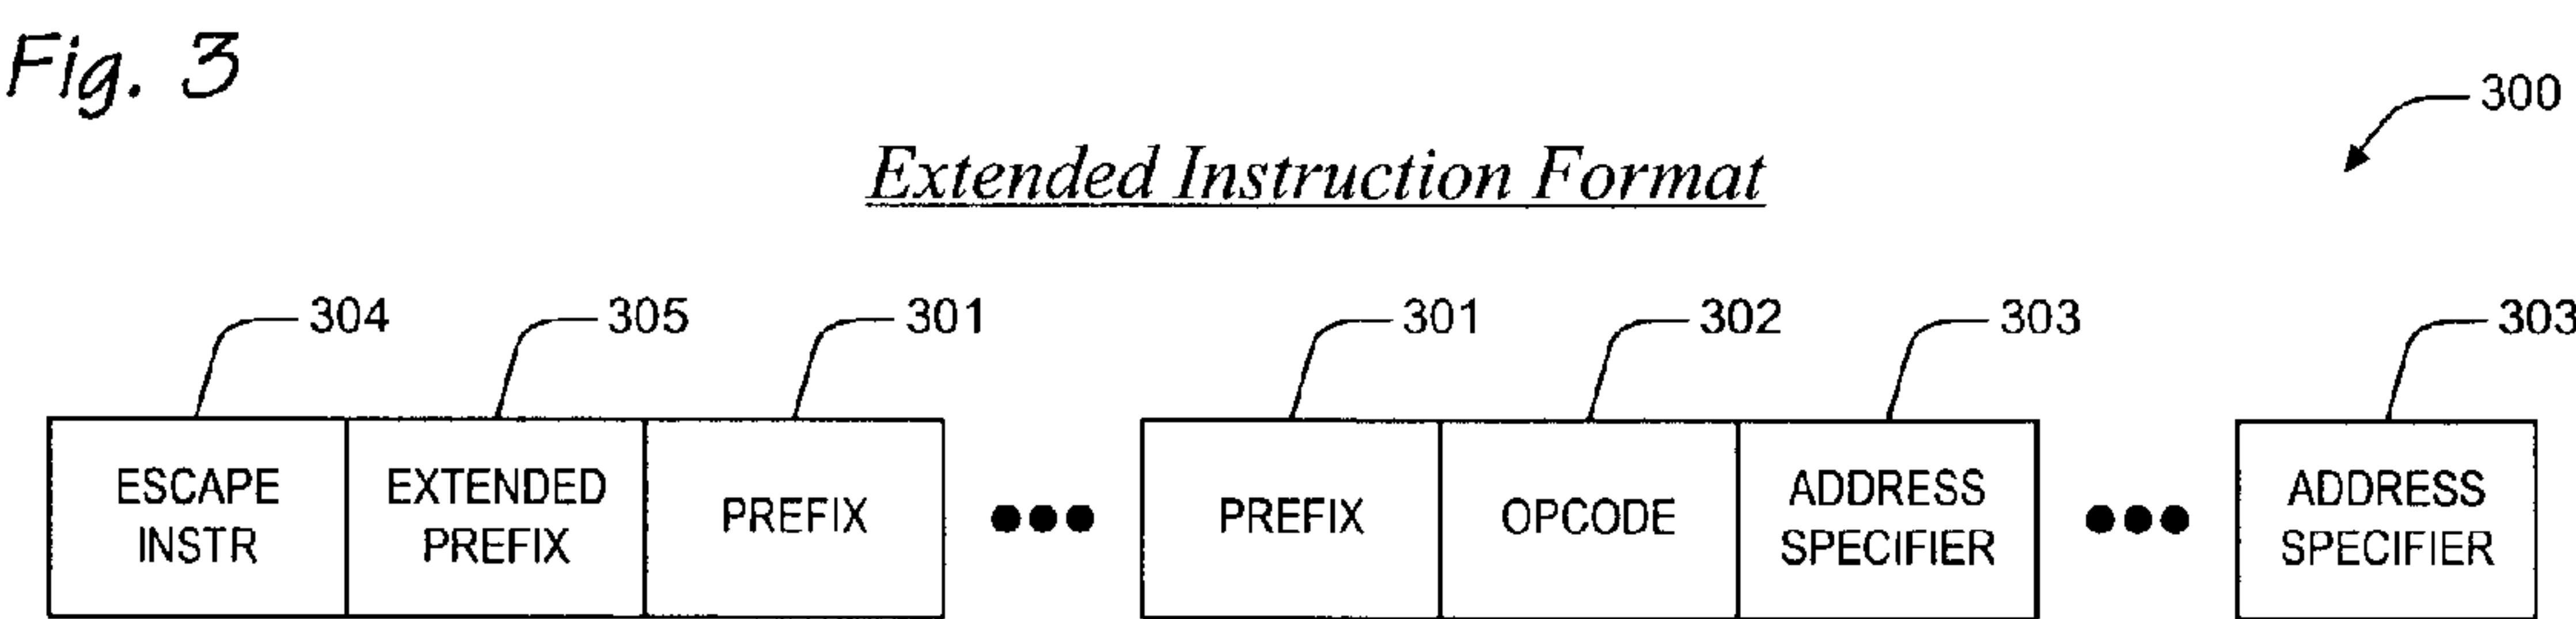 Fig. 3
300
Extended Instruction Format
304 305 301 301 302 303 303
ESCAPE INSTR
EXTENDED PREFIX
PREFIX
PREFIX
OPCODE
ADDRESS SPECIFIER
ADDRESS SPECIFIER